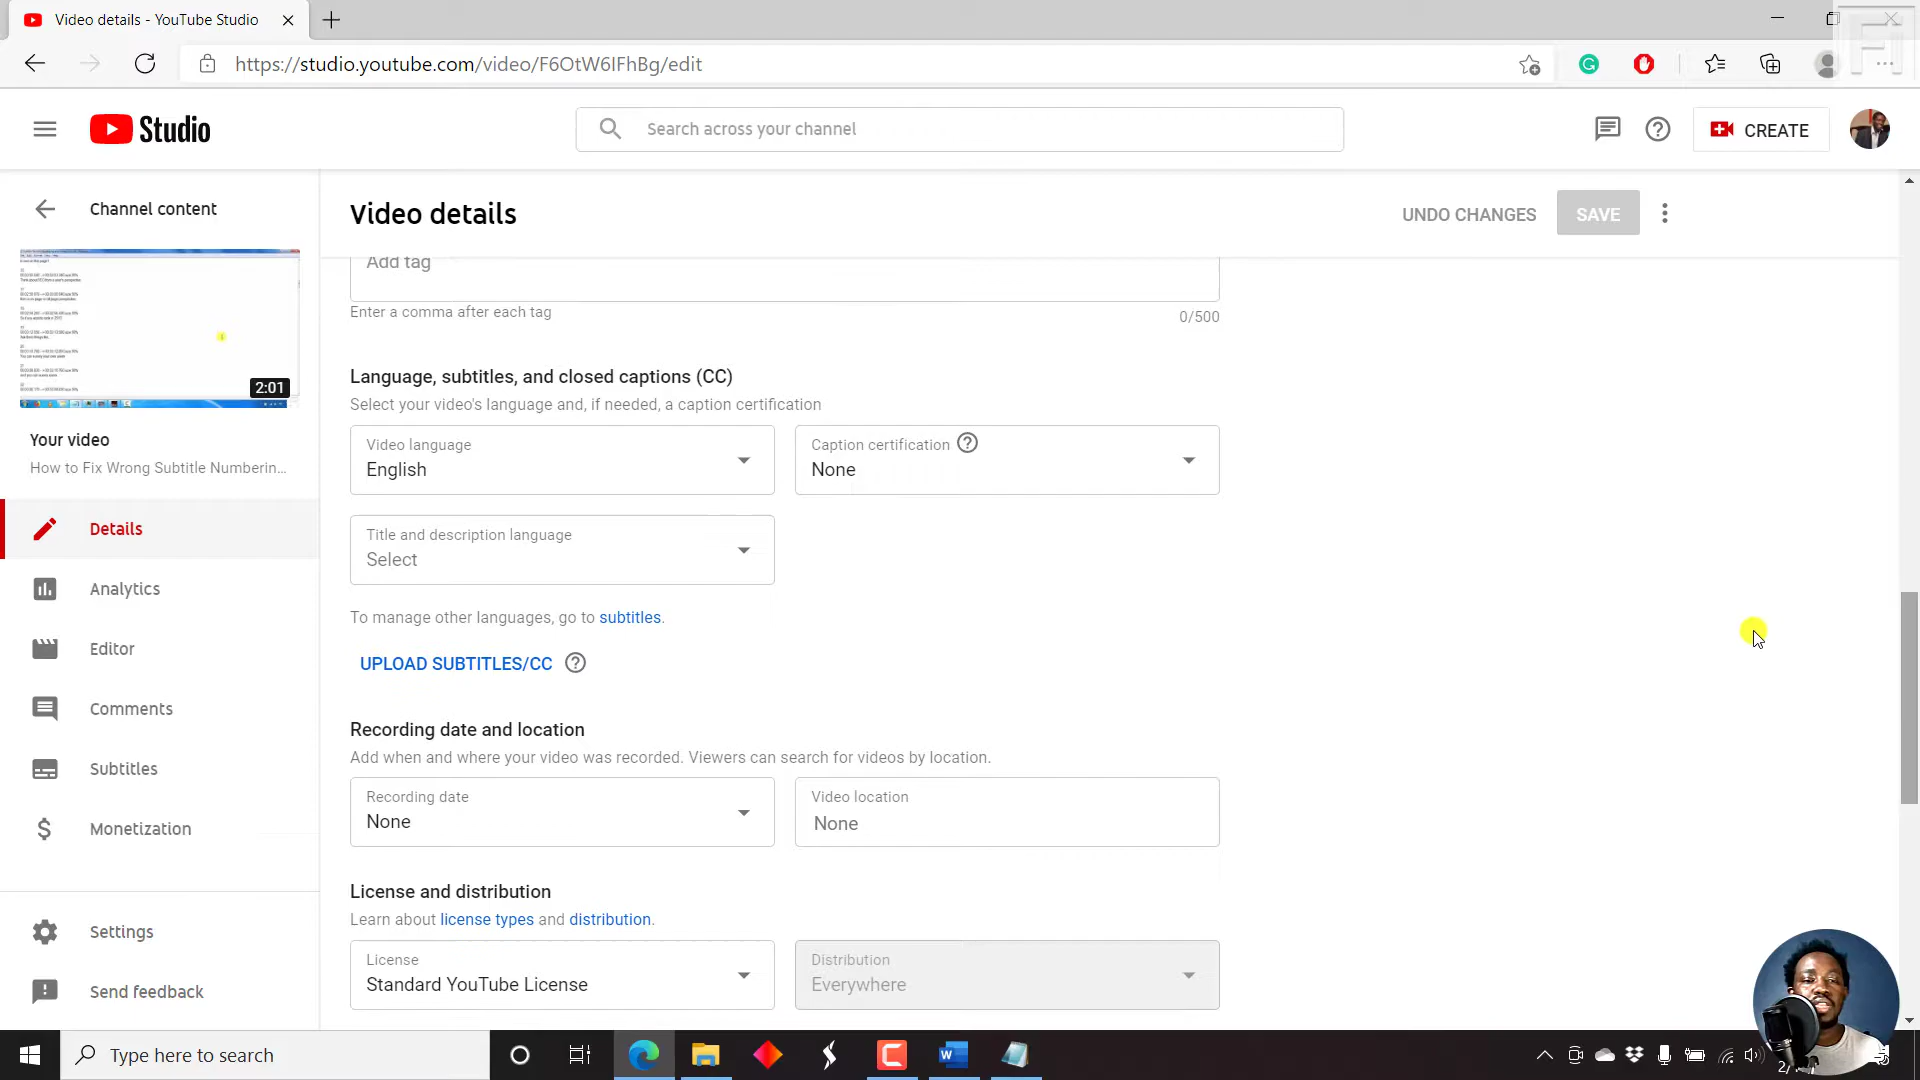 Video details - YouTube Studio
https://studio.youtube.com/video/F6OtW6IFhBg/edit
Studio
Search across your channel
CREATE
Channel content
Video details
UNDO CHANGES
SAVE
Add tag
Enter a comma after each tag
0/500
2:01
Your video
How to Fix Wrong Subtitle Numberin...
Details
Analytics
Editor
Comments
Subtitles
Monetization
Settings
Send feedback
Language, subtitles, and closed captions (CC)
Select your video's language and, if needed, a caption certification
Video language
English
Caption certification
None
Title and description language
Select
To manage other languages, go to subtitles.
UPLOAD SUBTITLES/CC
Recording date and location
Add when and where your video was recorded. Viewers can search for videos by location.
Recording date
None
Video location
None
License and distribution
Learn about license types and distribution.
License
Standard YouTube License
Distribution
Everywhere
Type here to search